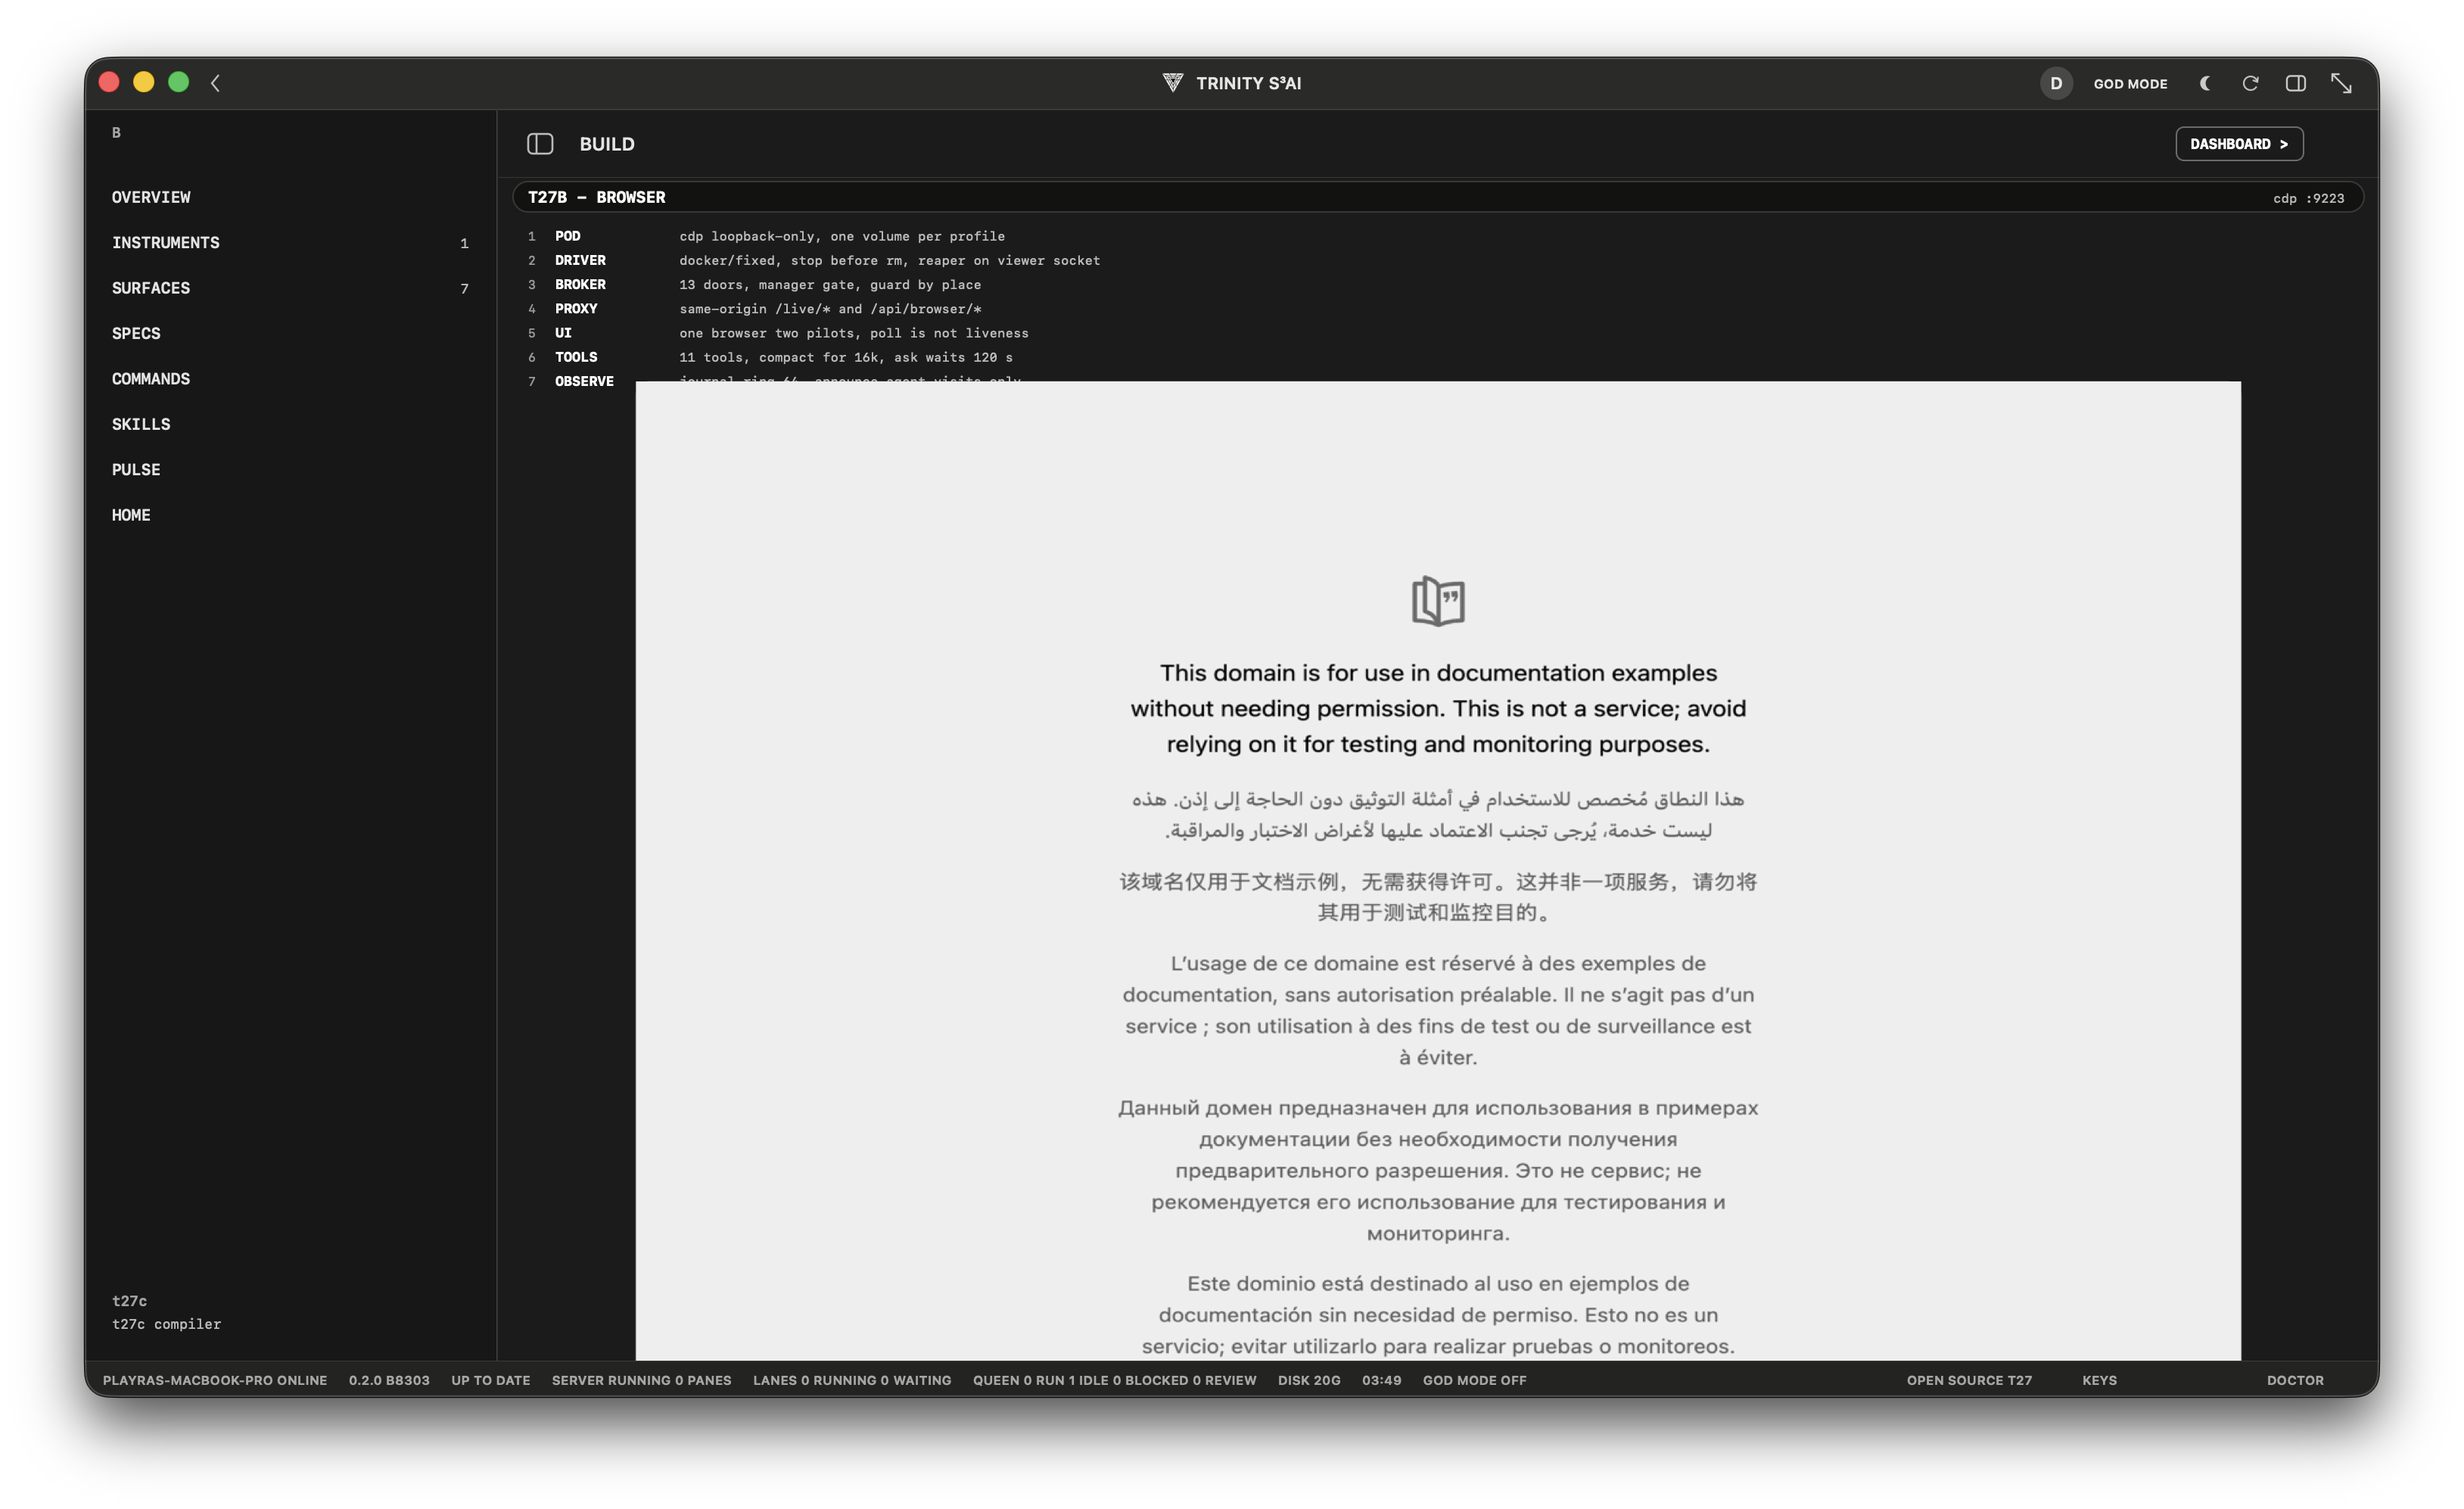 TRINITY S³AI
D
GOD MODE
B
OVERVIEW
INSTRUMENTS 1
SURFACES 7
SPECS
COMMANDS
SKILLS
PULSE
HOME
t27c
t27c compiler
BUILD
DASHBOARD >
T27B – BROWSER
cdp :9223
1 POD cdp loopback-only, one volume per profile
2 DRIVER docker/fixed, stop before rm, reaper on viewer socket
3 BROKER 13 doors, manager gate, guard by place
4 PROXY same-origin /live/* and /api/browser/*
5 UI one browser two pilots, poll is not liveness
6 TOOLS 11 tools, compact for 16k, ask waits 120 s
7 OBSERVE
This domain is for use in documentation examples
without needing permission. This is not a service; avoid
relying on it for testing and monitoring purposes.
هذا النطاق مُخصص للاستخدام في أمثلة التوثيق دون الحاجة إلى إذن. هذه
ليست خدمة، يُرجى تجنب الاعتماد عليها لأغراض الاختبار والمراقبة.
该域名仅用于文档示例，无需获得许可。这并非一项服务，请勿将
其用于测试和监控目的。
L’usage de ce domaine est réservé à des exemples de
documentation, sans autorisation préalable. Il ne s’agit pas d’un
service ; son utilisation à des fins de test ou de surveillance est
à éviter.
Данный домен предназначен для использования в примерах
документации без необходимости получения
предварительного разрешения. Это не сервис; не
рекомендуется его использование для тестирования и
мониторинга.
Este dominio está destinado al uso en ejemplos de
documentación sin necesidad de permiso. Esto no es un
servicio; evitar utilizarlo para realizar pruebas o monitoreos.
PLAYRAS-MACBOOK-PRO ONLINE 0.2.0 B8303 UP TO DATE SERVER RUNNING 0 PANES LANES 0 RUNNING 0 WAITING QUEEN 0 RUN 1 IDLE 0 BLOCKED 0 REVIEW DISK 20G 03:49 GOD MODE OFF OPEN SOURCE T27 KEYS DOCTOR